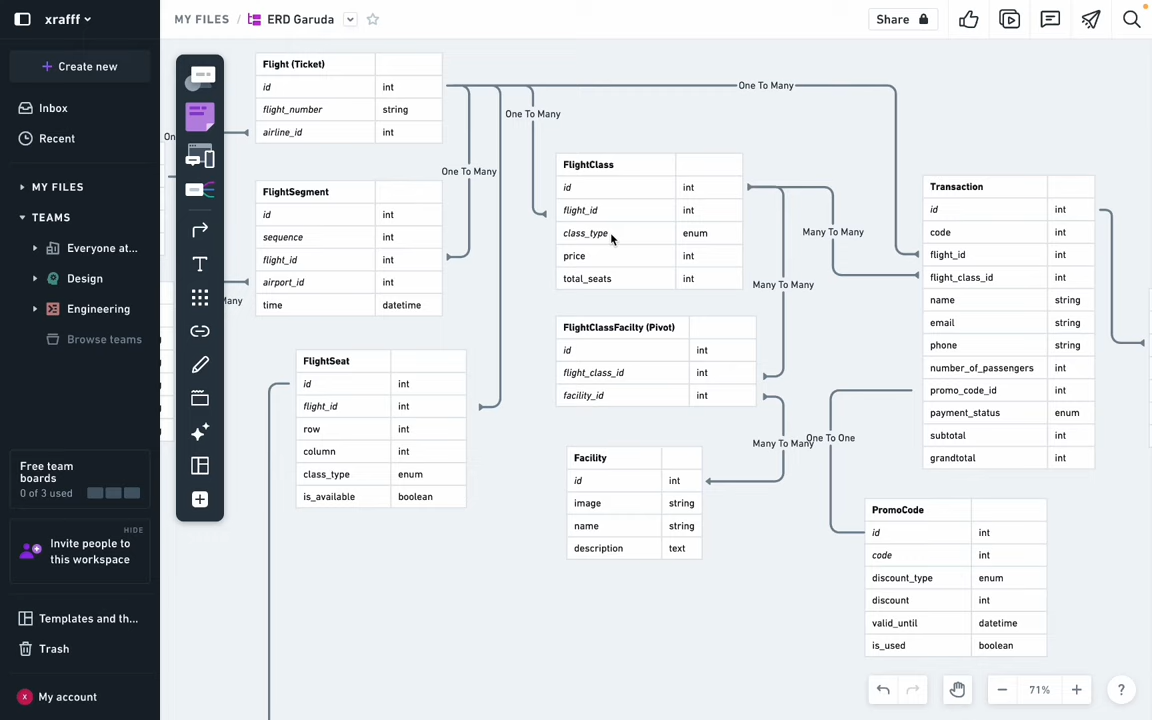 xrafff
MY FILES / ERD Garuda
Share
Create new
Inbox
Recent
MY FILES
TEAMS
Everyone at...
Design
Engineering
Browse teams
Free team
boards
0 of 3 used
HIDE
Invite people to
this workspace
Templates and th...
Trash
x My account
On
Many
Flight (Ticket)
id int
flight_number string
airline_id int
FlightSegment
id int
sequence int
flight_id int
airport_id int
time datetime
FlightSeat
id int
flight_id int
row int
column int
class_type enum
is_available boolean
One To Many
One To Many
One To Many
FlightClass
id int
flight_id int
class_type enum
price int
total_seats int
Many To Many
Many To Many
FlightClassFacilty (Pivot)
id int
flight_class_id int
facility_id int
Many To Many
One To One
Facility
id int
image string
name string
description text
Transaction
id int
code int
flight_id int
flight_class_id int
name string
email string
phone string
number_of_passengers int
promo_code_id int
payment_status enum
subtotal int
grandtotal int
PromoCode
id int
code int
discount_type enum
discount int
valid_until datetime
is_used boolean
71%
?